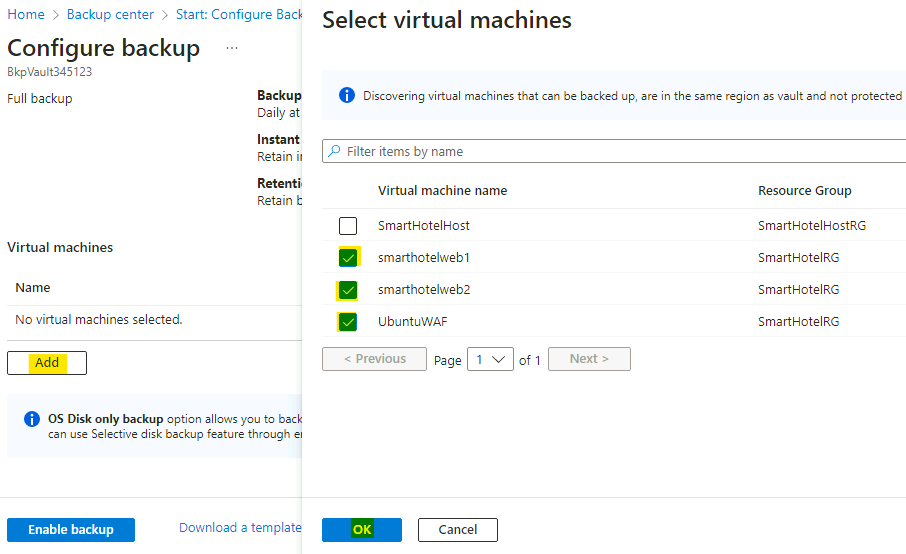 Home > Backup center > Start: Configure Back
Configure backup ...
BkpVault345123
Full backup
Backup
Daily at
Instant
Retain in
Retentio
Retain b
Virtual machines
Name
No virtual machines selected.
Add
OS Disk only backup option allows you to back
can use Selective disk backup feature through en
Enable backup
Download a template
Select virtual machines
Discovering virtual machines that can be backed up, are in the same region as vault and not protected
Filter items by name
Virtual machine name Resource Group
SmartHotelHost SmartHotelHostRG
smarthotelweb1 SmartHotelRG
smarthotelweb2 SmartHotelRG
UbuntuWAF SmartHotelRG
< Previous Page 1 of 1 Next >
OK Cancel